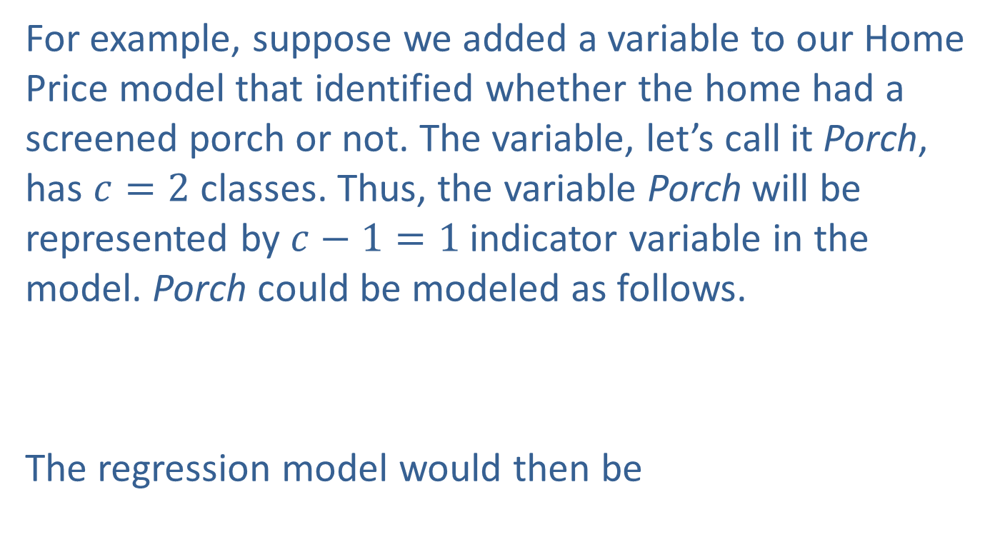 For example, suppose we added a variable to our Home
Price model that identified whether the home had a
screened porch or not. The variable, let’s call it Porch,
has c = 2 classes. Thus, the variable Porch will be
represented by c − 1 = 1 indicator variable in the
model. Porch could be modeled as follows.
The regression model would then be